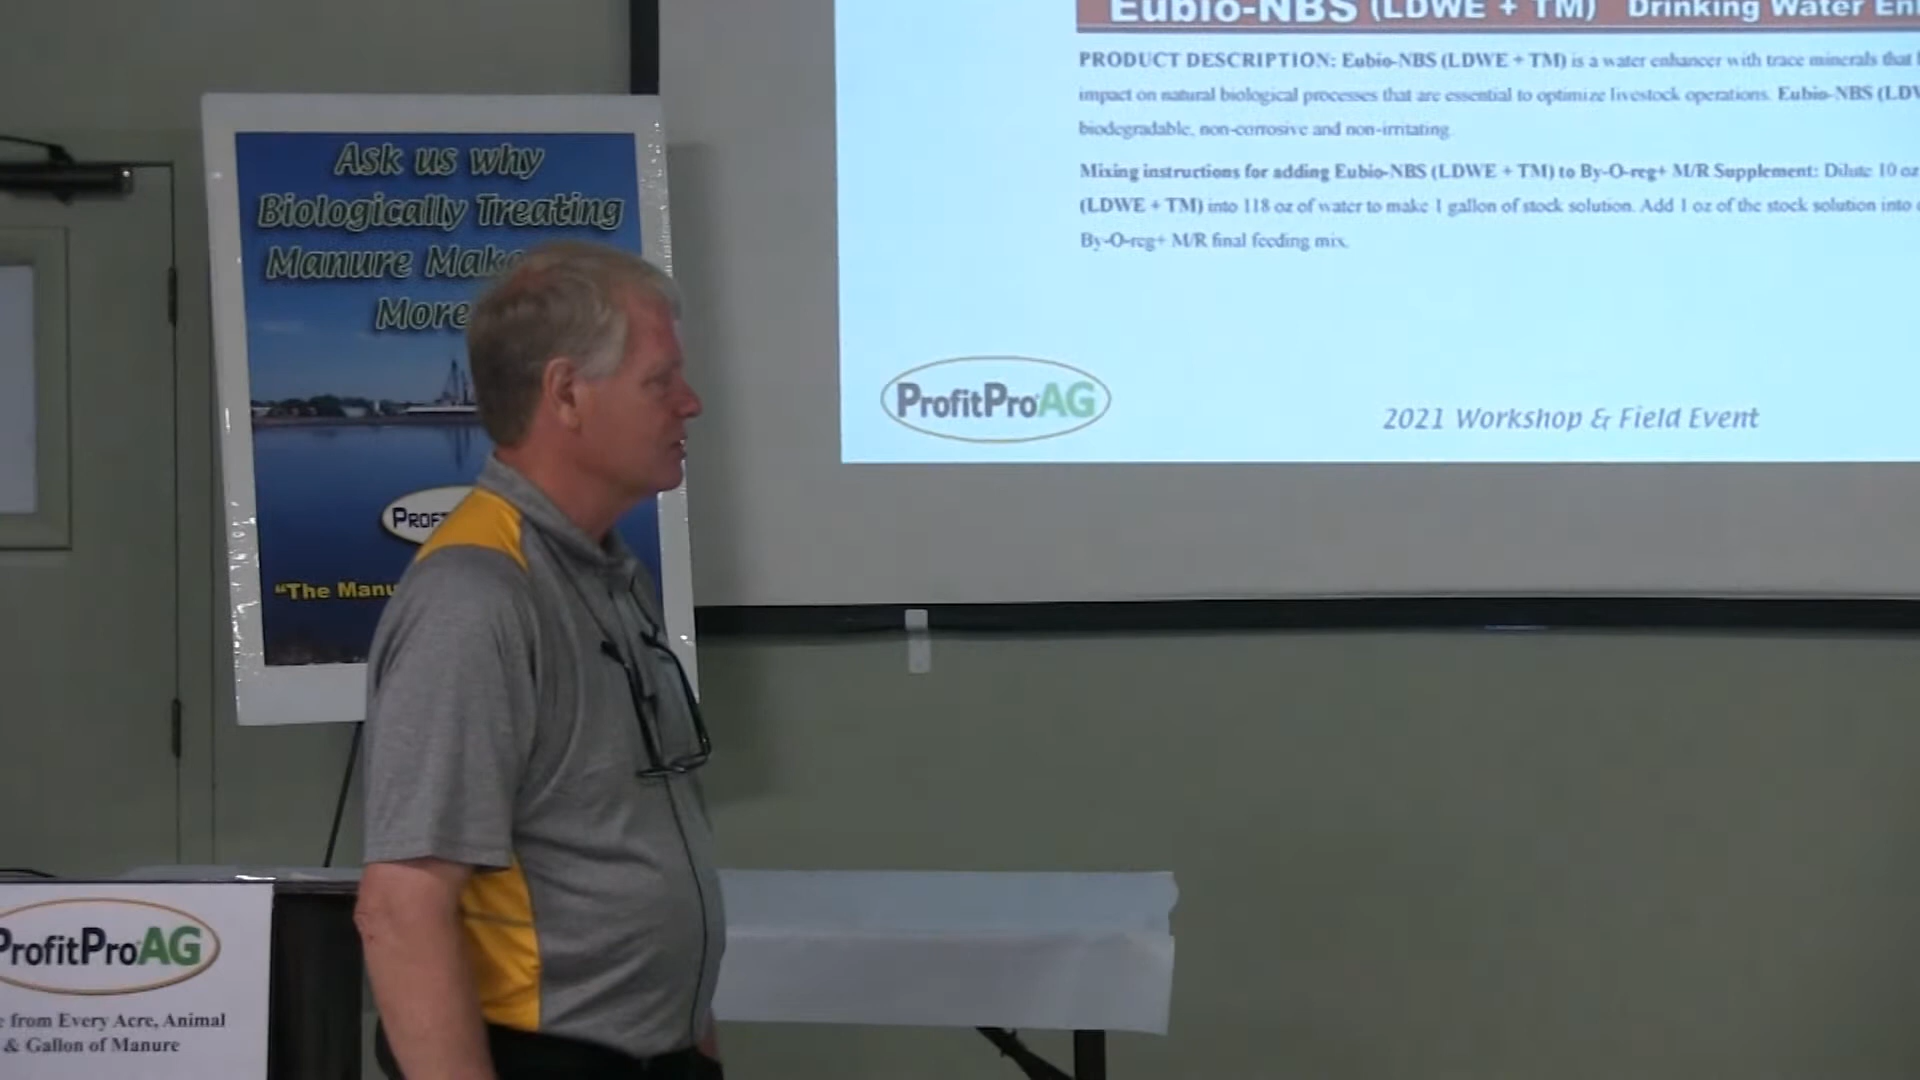 Ask us why
Biologically Treating
Manure
More
"The
ProfitProAG
from Every Acre, Animal
& Gallon of Manure
Eubio-NBS (LDWE + TM) Drinking Water
PRODUCT DESCRIPTION: Eubio-NBS (LDWE + TM) is a water enhancer with trace minerals that
impact on natural biological processes that are essential to optimize livestock operations. Eubio-NBS
biodegradable, non-corrosive and non-irritating
Mixing instructions for adding Eubio-NBS (LDWE + TM) to By-O-reg+ M/R Supplement: Dilute 10 oz
(LDWE + TM) into 118 oz of water to make 1 gallon of stock solution. Add 1 oz of the stock solution into
By-O-reg+ M/R final feeding mix.
ProfitProAG
2021 Workshop & Field Event